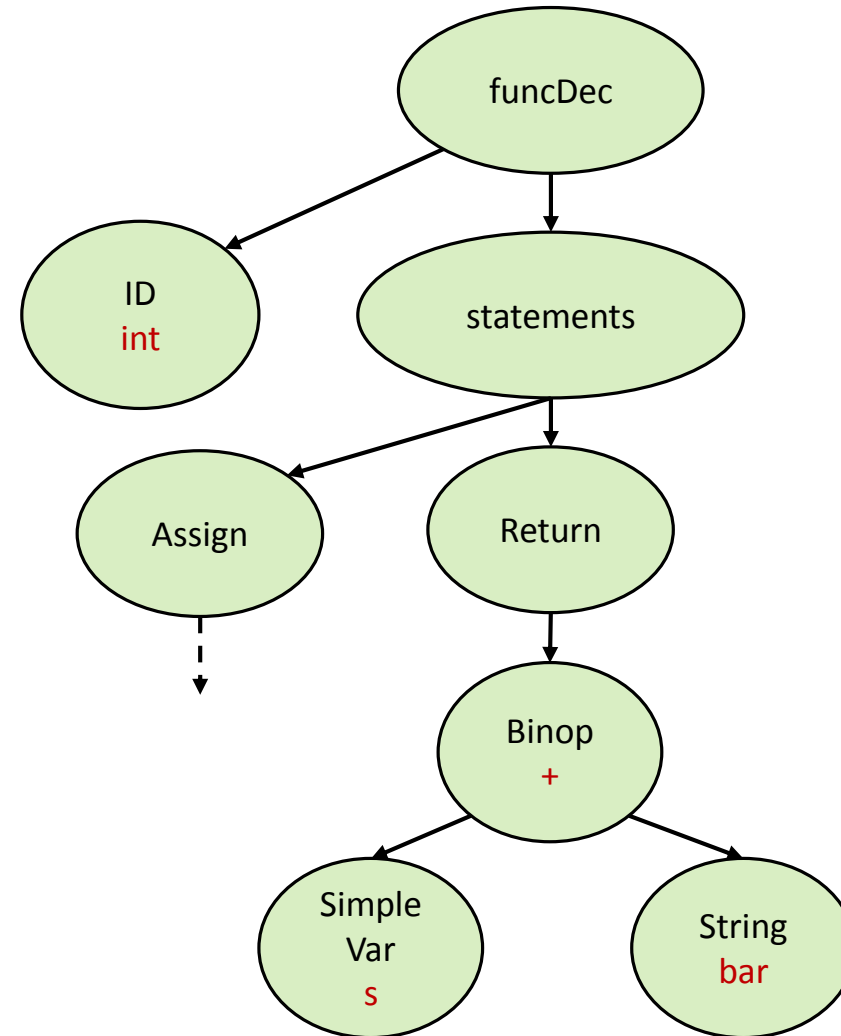 funcDec
ID
int
statements
Assign
Return
Binop
+
Simple
Var
s
String
bar